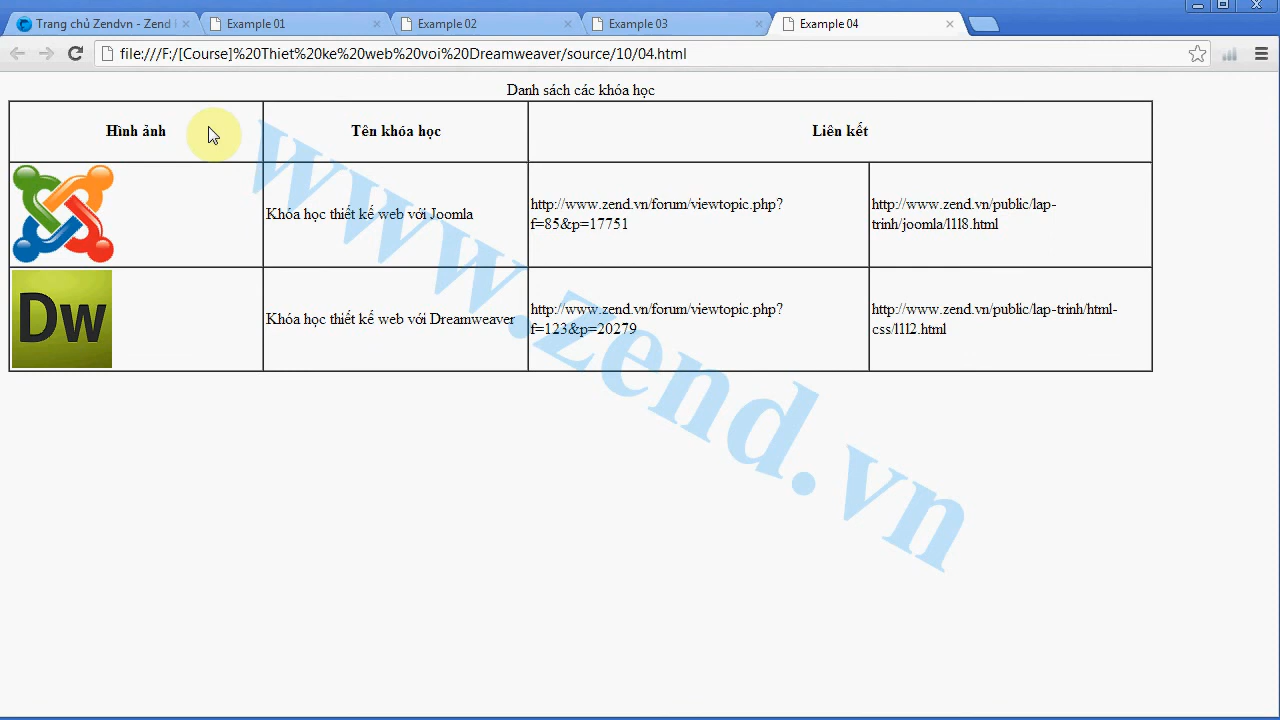 Trang chủ Zendvn - Zend
Example 01
Example 02
Example 03
Example 04
file:///F:/[Course]%20Thiet%20ke%20web%20voi%20Dreamweaver/source/10/04.html
Danh sách các khóa học
Hình ảnh
Tên khóa học
Liên kết
Khóa học thiết kế web với Joomla
http://www.zend.vn/forum/viewtopic.php?
f=85&p=17751
http://www.zend.vn/public/lap-
trinh/joomla/l1l8.html
Dw
Khóa học thiết kế web với Dreamweaver
http://www.zend.vn/forum/viewtopic.php?
f=123&p=20279
http://www.zend.vn/public/lap-trinh/html-
css/l1l2.html
www.zend.vn